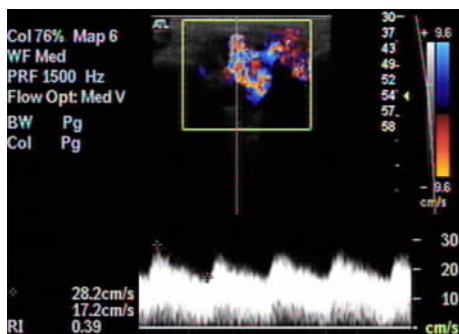 Col 76% Map 6
WF Med
PRF 1500 Hz
Flow Opt: Med V
BW Pg
Col Pg
ATL
30
37
43
49
52
54
57
58
+ 9.6
- 9.6
cm/s
30
20
10
cm/s
28.2cm/s
17.2cm/s
RI 0.39